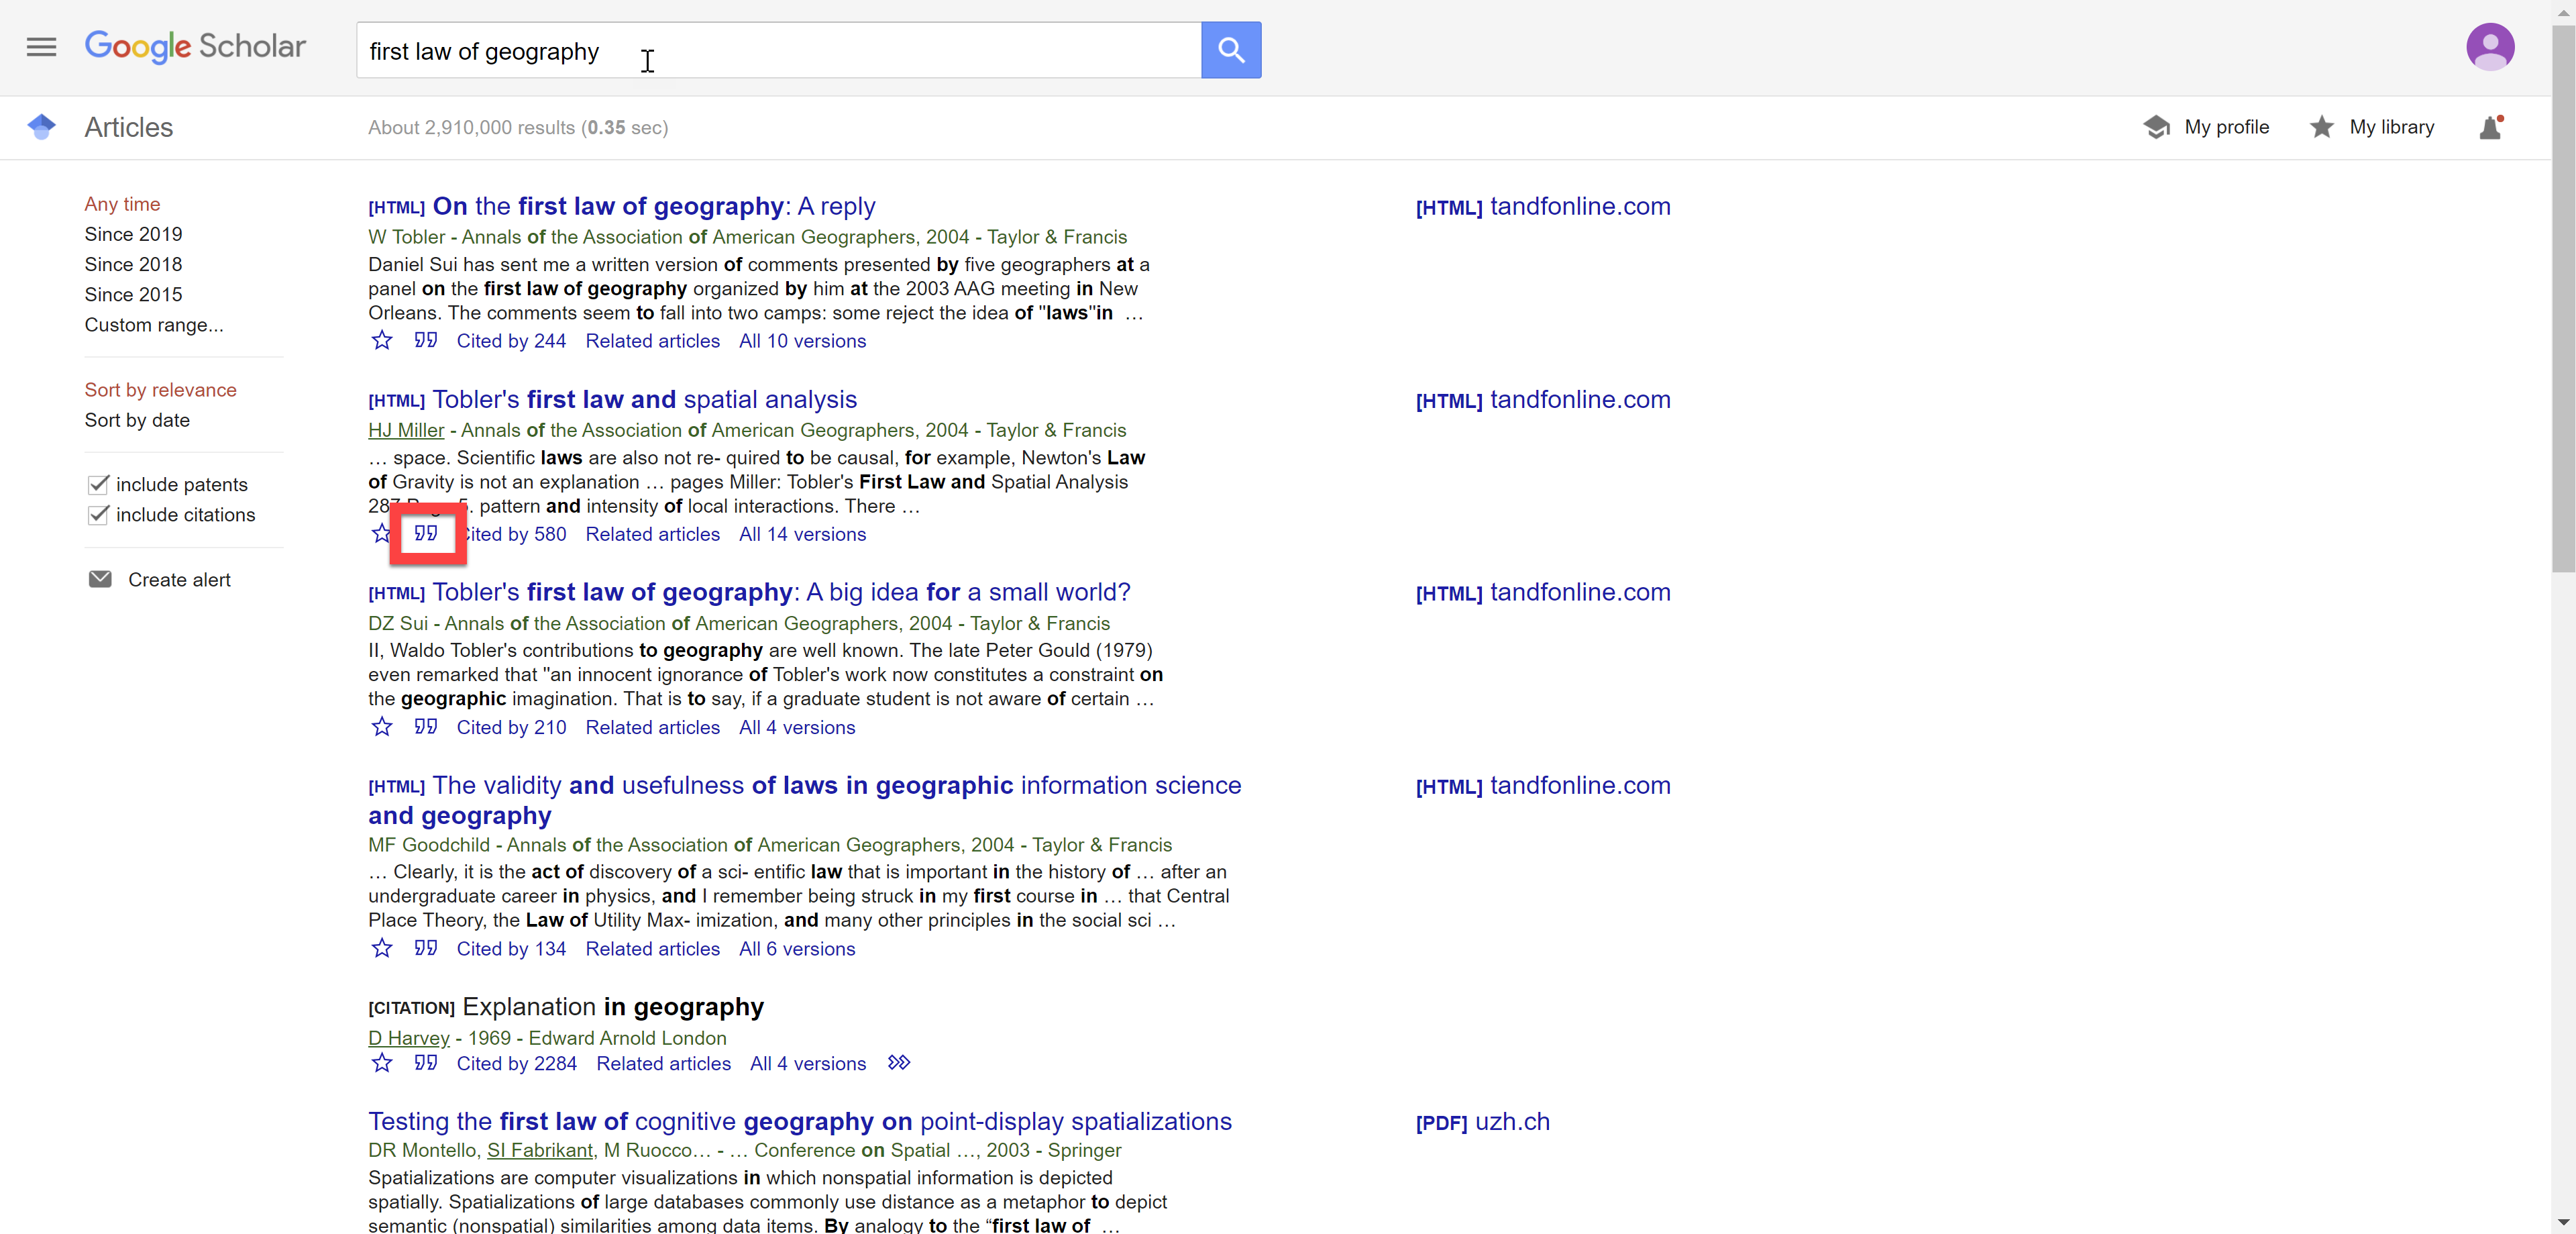 Google Scholar
first law of geography
Articles
About 2,910,000 results (0.35 sec)
My profile
My library
Any time
Since 2019
Since 2018
Since 2015
Custom range...
Sort by relevance
Sort by date
include patents
include citations
Create alert
[HTML] On the first law of geography: A reply
[HTML] tandfonline.com
W Tobler - Annals of the Association of American Geographers, 2004 - Taylor & Francis
Daniel Sui has sent me a written version of comments presented by five geographers at a
panel on the first law of geography organized by him at the 2003 AAG meeting in New
Orleans. The comments seem to fall into two camps: some reject the idea of "laws"in …
Cited by 244 Related articles All 10 versions
[HTML] Tobler's first law and spatial analysis
[HTML] tandfonline.com
HJ Miller - Annals of the Association of American Geographers, 2004 - Taylor & Francis
… space. Scientific laws are also not re- quired to be causal, for example, Newton's Law
of Gravity is not an explanation … pages Miller: Tobler's First Law and Spatial Analysis
pattern and intensity of local interactions. There …
Cited by 580 Related articles All 14 versions
[HTML] Tobler's first law of geography: A big idea for a small world?
[HTML] tandfonline.com
DZ Sui - Annals of the Association of American Geographers, 2004 - Taylor & Francis
II, Waldo Tobler's contributions to geography are well known. The late Peter Gould (1979)
even remarked that "an innocent ignorance of Tobler's work now constitutes a constraint on
the geographic imagination. That is to say, if a graduate student is not aware of certain …
Cited by 210 Related articles All 4 versions
[HTML] The validity and usefulness of laws in geographic information science
and geography
[HTML] tandfonline.com
MF Goodchild - Annals of the Association of American Geographers, 2004 - Taylor & Francis
… Clearly, it is the act of discovery of a sci- entific law that is important in the history of … after an
undergraduate career in physics, and I remember being struck in my first course in … that Central
Place Theory, the Law of Utility Max- imization, and many other principles in the social sci …
Cited by 134 Related articles All 6 versions
[CITATION] Explanation in geography
D Harvey - 1969 - Edward Arnold London
Cited by 2284 Related articles All 4 versions
Testing the first law of cognitive geography on point-display spatializations
[PDF] uzh.ch
DR Montello, SI Fabrikant, M Ruocco… - … Conference on Spatial …, 2003 - Springer
Spatializations are computer visualizations in which nonspatial information is depicted
spatially. Spatializations of large databases commonly use distance as a metaphor to depict
semantic (nonspatial) similarities among data items. By analogy to the “first law of …